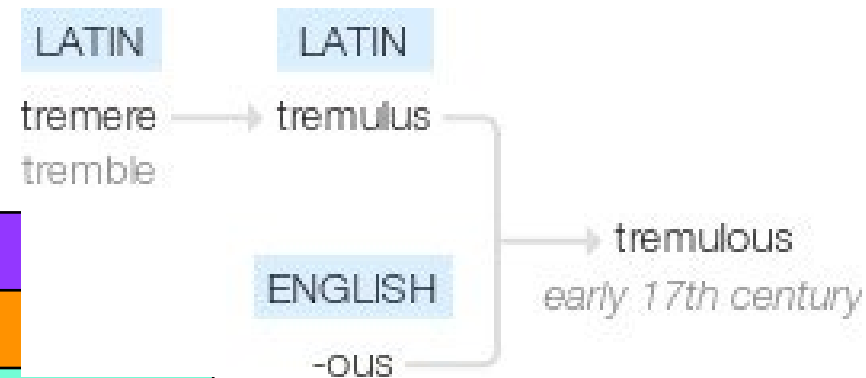 LATIN LATIN
tremere tremulus
tremble
tremulous
ENGLISH
early 17th century
-ous